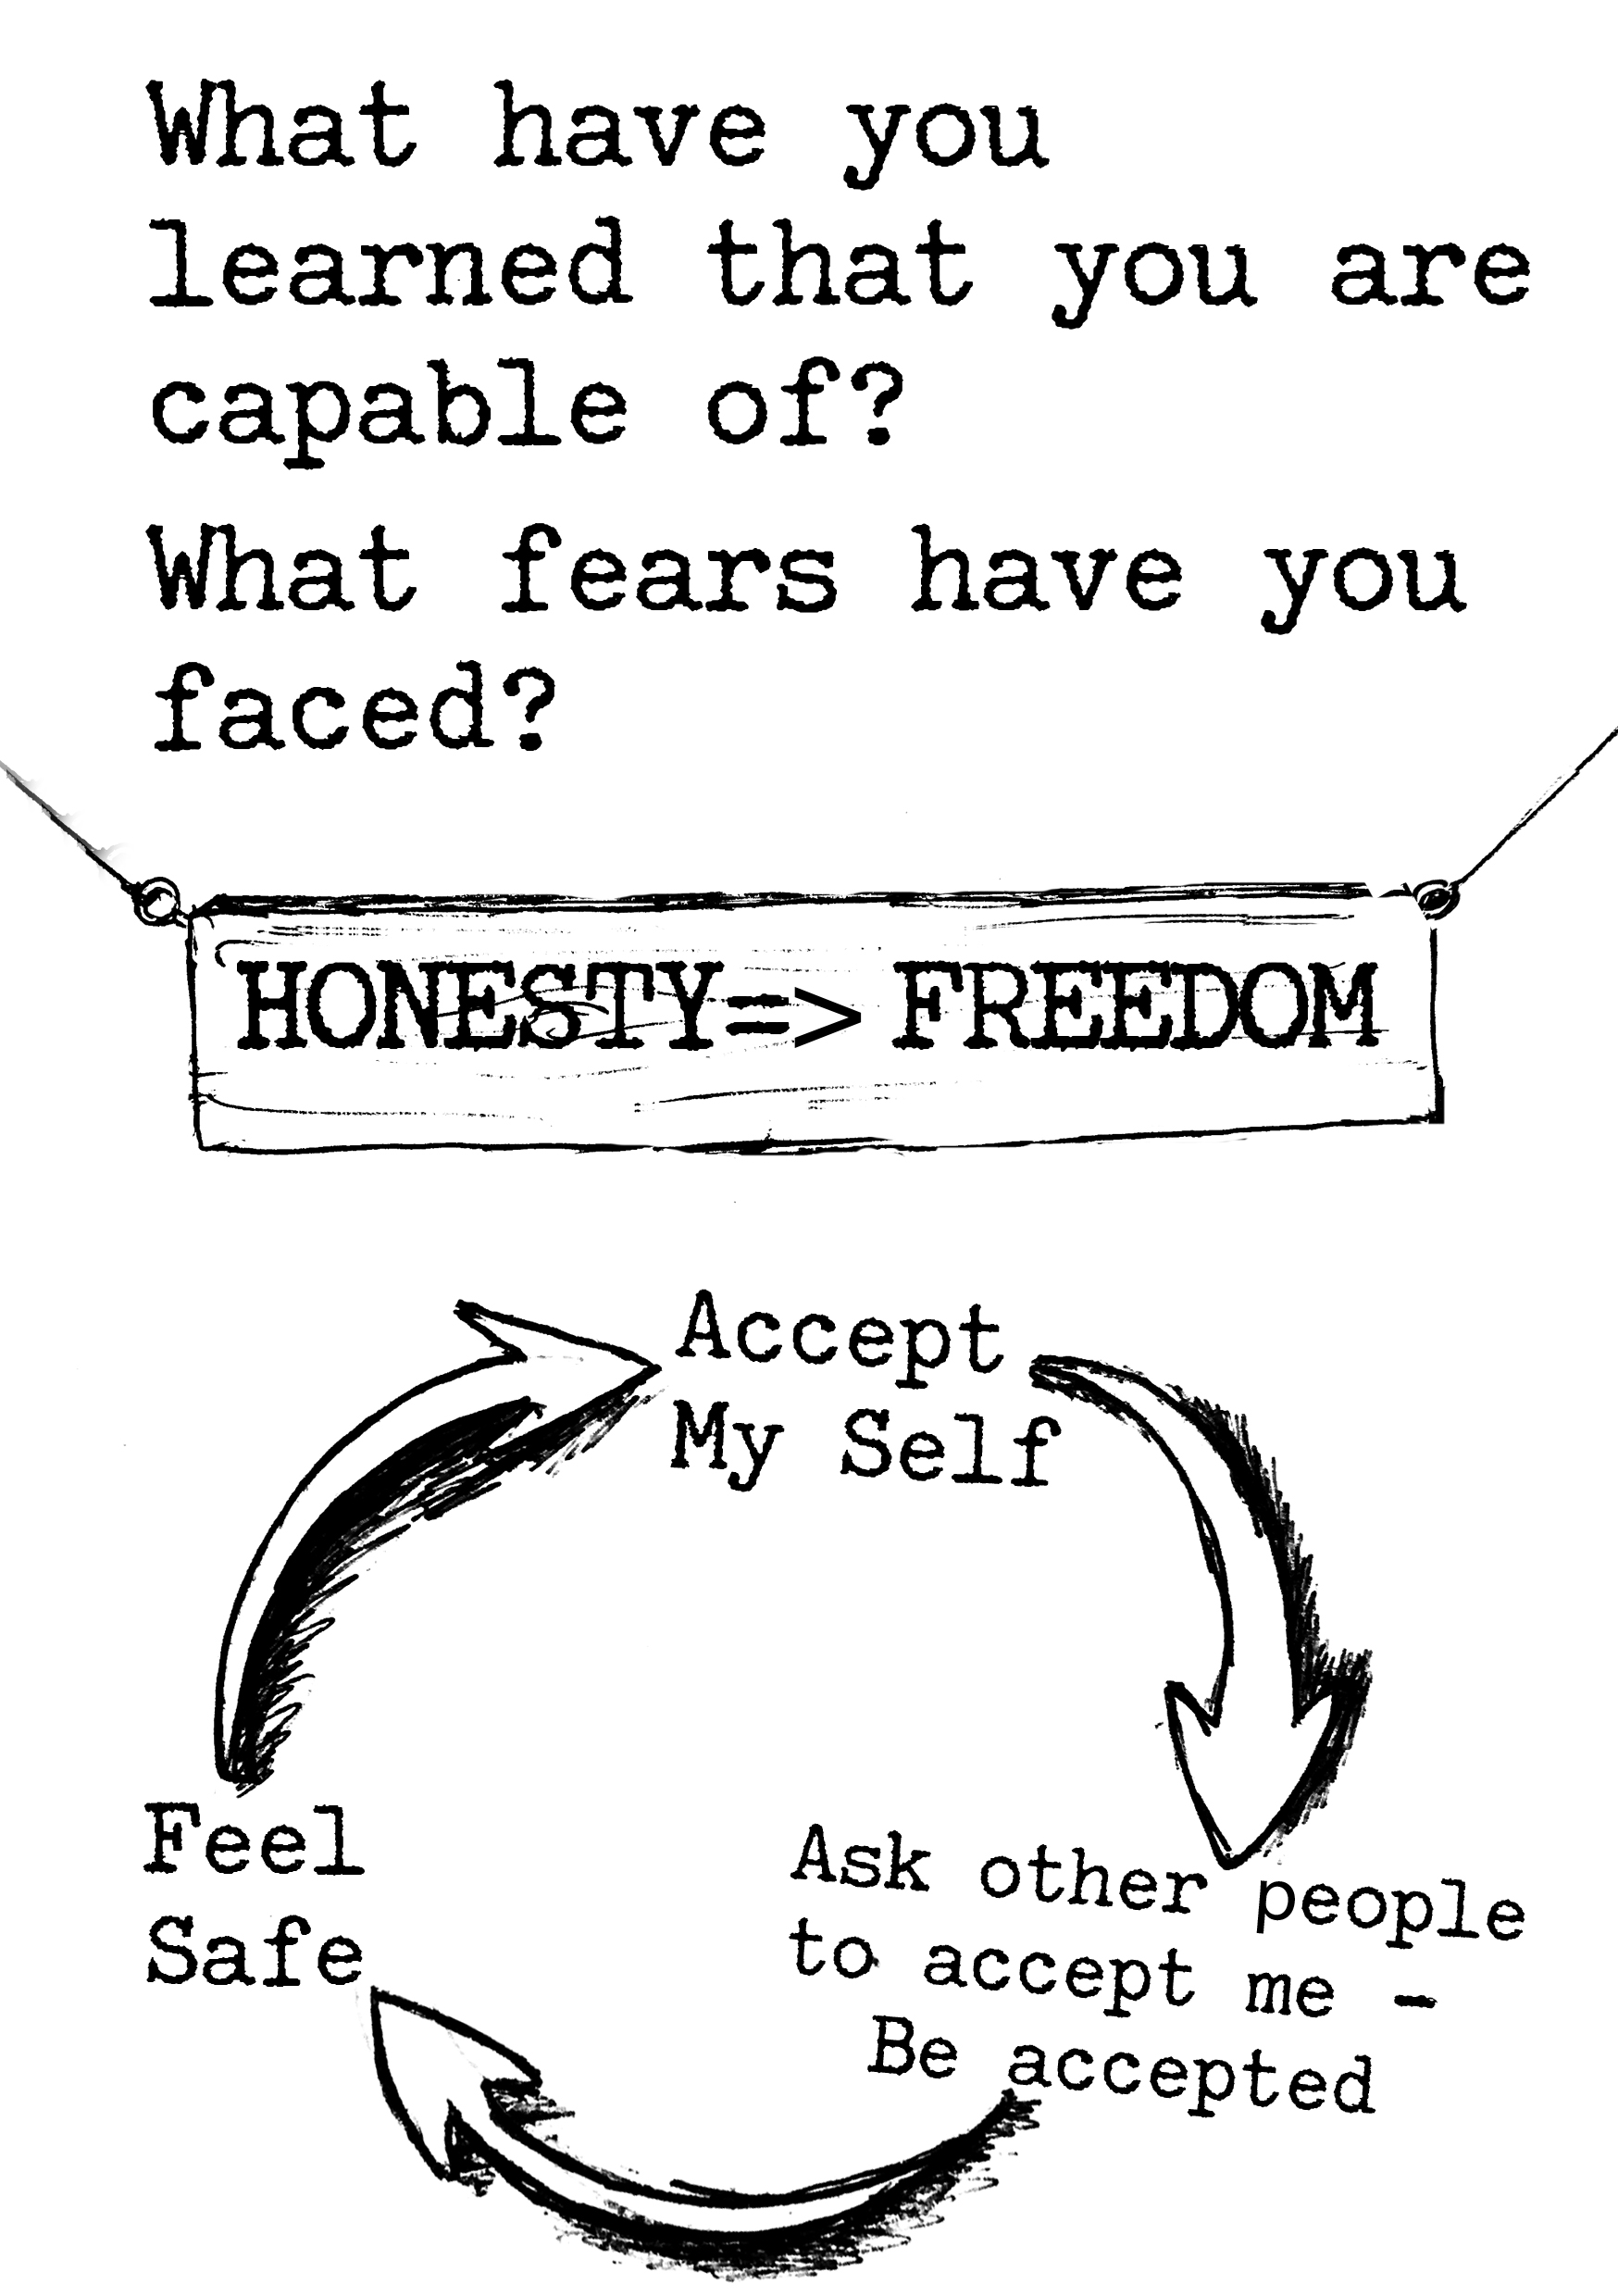 What have you
learned that you are
capable of?
What fears have you
faced?
HONESTY=> FREEDOM
Accept
My Self
Ask other people
to accept me -
Be accepted
Feel
Safe